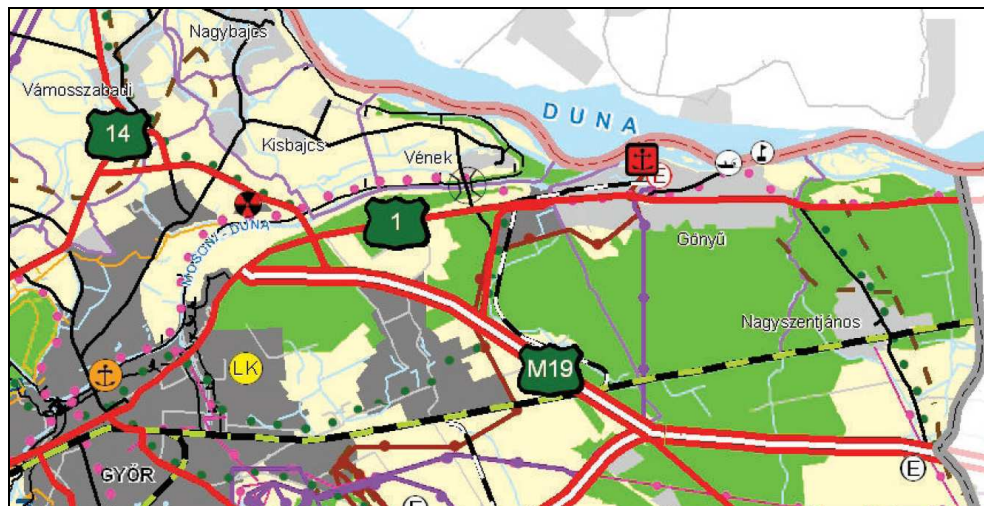 Nagybajcs
Vámosszabadi
14
Kisbajcs
Vének
DUNA
E
1
MOSONI - DUNA
Gönyű
Nagyszentjános
M19
LK
GYŐR
E
E